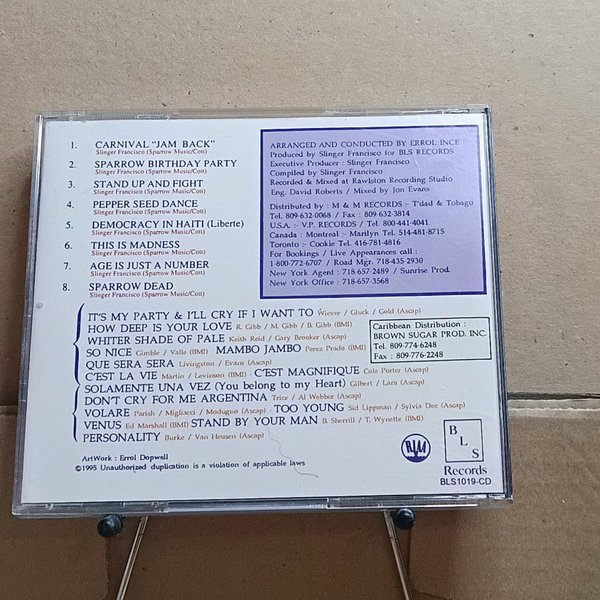 1. CARNIVAL "JAM BACK"
Slinger Francisco (Sparrow Music/Cott)
2. SPARROW BIRTHDAY PARTY
Slinger Francisco (Sparrow Music/Cott)
3. STAND UP AND FIGHT
Slinger Francisco (Sparrow Music/Cott)
4. PEPPER SEED DANCE
Slinger Francisco (Sparrow Music/Cott)
5. DEMOCRACY IN HAITI (Liberte)
Slinger Francisco (Sparrow Music/Cott)
6. THIS IS MADNESS
Slinger Francisco (Sparrow Music/Cott)
7. AGE IS JUST A NUMBER
Slinger Francisco (Sparrow Music/Cott)
8. SPARROW DEAD
Slinger Francisco (Sparrow Music/Cott)
ARRANGED AND CONDUCTED BY ERROL INCE
Produced by Slinger Francisco for BLS RECORDS
Executive Producer : Slinger Francisco
Compiled by Slinger Francisco
Recorded & Mixed at Rawlston Recording Studio
Eng. David Roberts / Mixed by Jon Evans
Distributed by : M & M RECORDS :- T'dad & Tobago
Tel. 809-632-0068 / Fax : 809-632-3814
U.S.A. :- V.P. RECORDS / Tel: 800-441-4041
Canada : Montreal :- Marilyn Tel. 514-481-8715
Toronto :- Cookie Tel. 416-781-4816
For Bookings / Live Appearances call :
1-800-772-6707 / Road Mgr. 718-435-2930
New York Agent : 718-657-2489 / Sunrise Prod.
New York Office : 718-657-3568
IT'S MY PARTY & I'LL CRY IF I WANT TO Wiever / Gluck / Gold (Ascap)
HOW DEEP IS YOUR LOVE R. Gibb / M. Gibb / B. Gibb (BMI)
WHITER SHADE OF PALE Keith Reid / Gary Brooker (Ascap)
SO NICE Gimble / Valle (BMI) MAMBO JAMBO Perez Prado (BMI)
QUE SERA SERA Livingsten / Evans (Ascap)
C'EST LA VIE Martin / Levinson (BMI) C'EST MAGNIFIQUE Cole Porter (Ascap)
SOLAMENTE UNA VEZ (You belong to my Heart) Gilbert / Lara (Ascap)
DON'T CRY FOR ME ARGENTINA Trice / Al Webber (Ascap)
VOLARE Parish / Migliacci / Modugno (Ascap) TOO YOUNG Sid Lippman / Sylvia Dee (Ascap)
VENUS Ed Marshall (BMI) STAND BY YOUR MAN B. Sherrill / T. Wynette (BMI)
PERSONALITY Burke / Van Heusen (Ascap)
Caribbean Distribution :
BROWN SUGAR PROD. INC.
Tel. 809-774-6248
Fax : 809-776-2248
ArtWork : Errol Dopwell
©1995 Unauthorized duplication is a violation of applicable laws
B
L
S
Records
BLS1019-CD